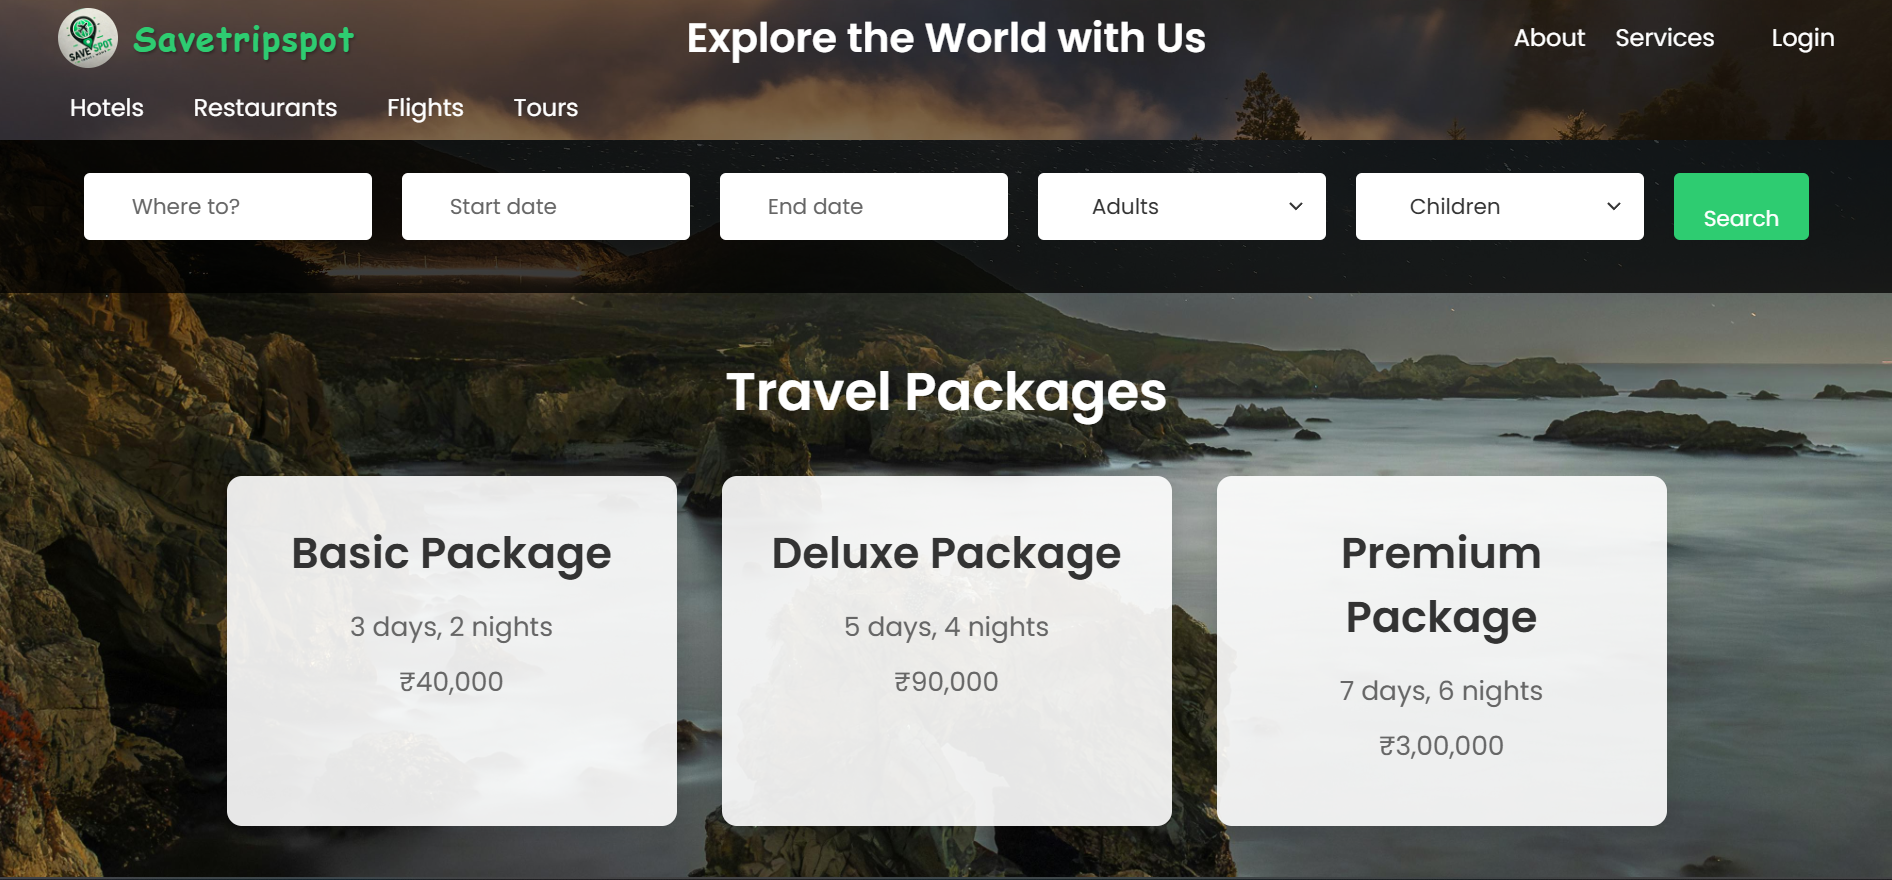 SAVE SPOT
Savetripspot
Explore the World with Us
About Services Login
Hotels Restaurants Flights Tours
Where to? Start date End date Adults Children Search
Travel Packages
Basic Package
3 days, 2 nights
₹40,000
Deluxe Package
5 days, 4 nights
₹90,000
Premium
Package
7 days, 6 nights
₹3,00,000